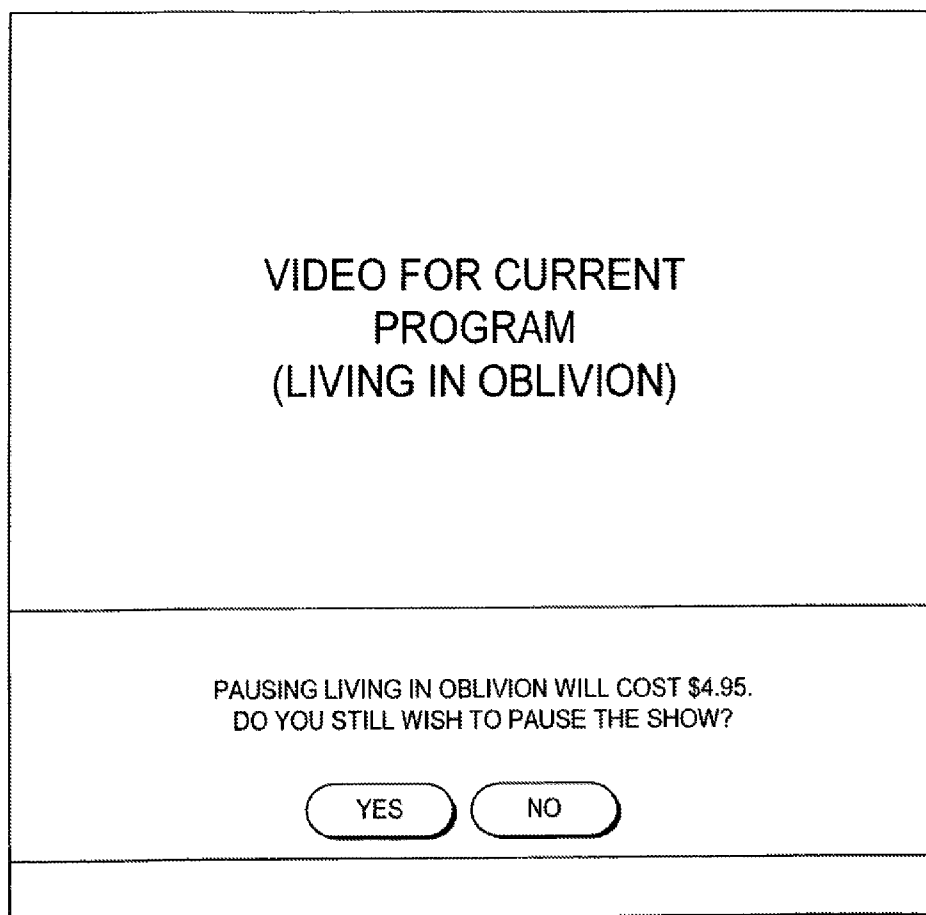 VIDEO FOR CURRENT
PROGRAM
(LIVING IN OBLIVION)
PAUSING LIVING IN OBLIVION WILL COST $4.95.
DO YOU STILL WISH TO PAUSE THE SHOW?
YES NO